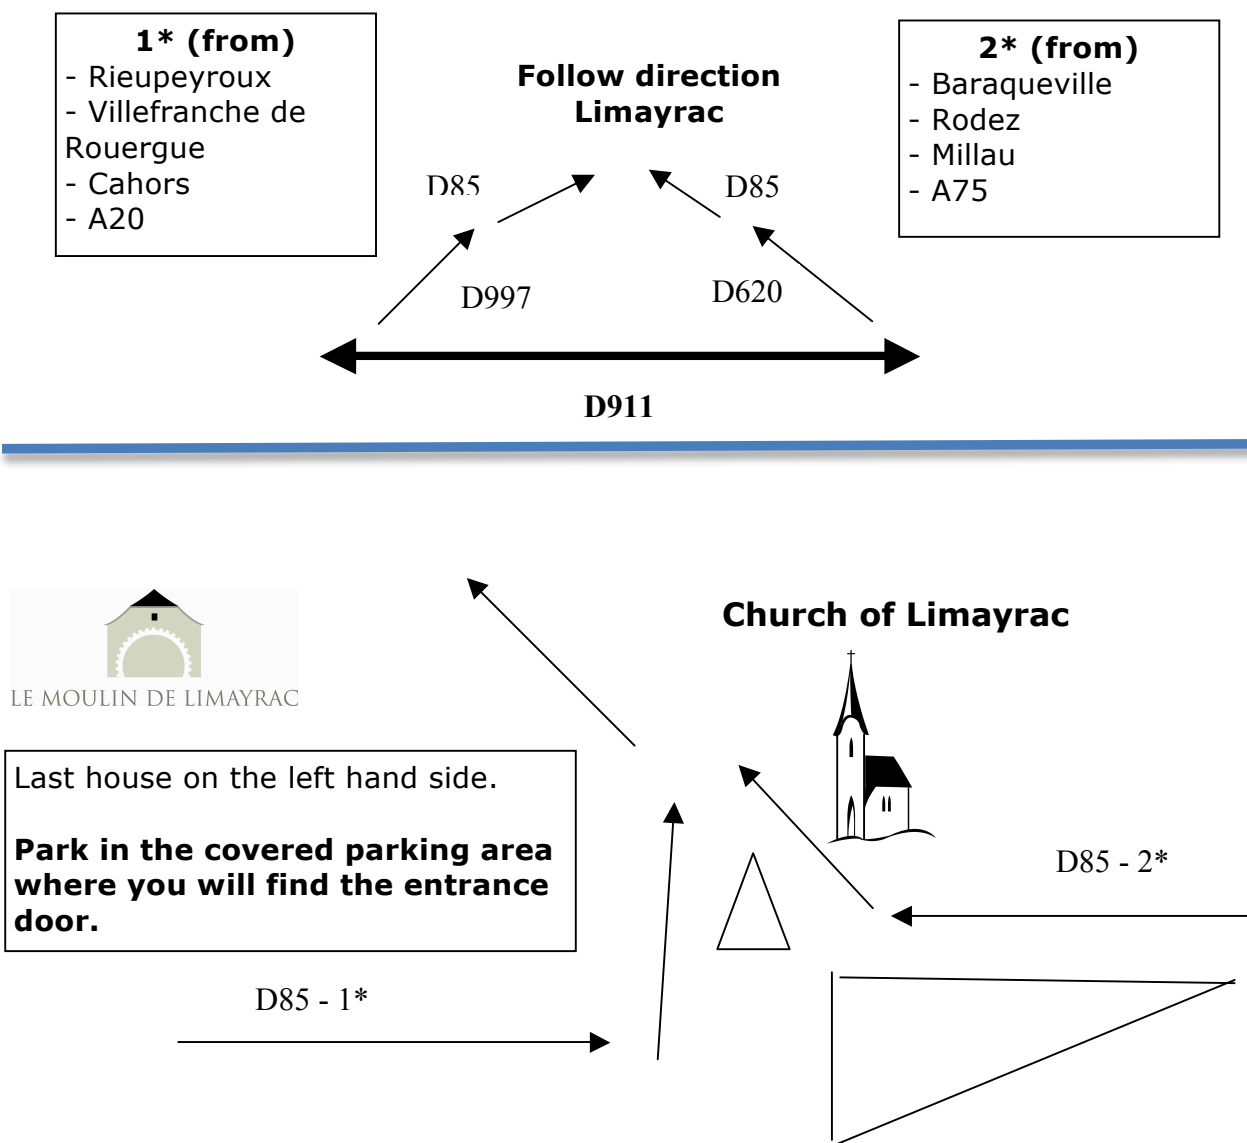 1* (from)
- Rieupeyroux
- Villefranche de
Rouergue
- Cahors
- A20
Follow direction
Limayrac
2* (from)
- Baraqueville
- Rodez
- Millau
- A75
D85
D85
D997
D620
D911
LE MOULIN DE LIMAYRAC
Church of Limayrac
Last house on the left hand side.
Park in the covered parking area
where you will find the entrance
door.
D85 - 2*
D85 - 1*